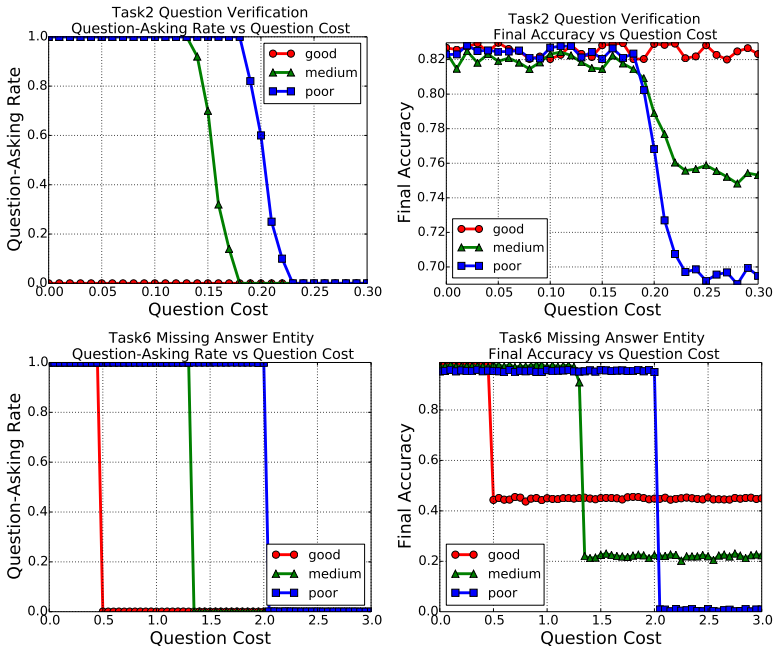 Task2 Question Verification
Question-Asking Rate vs Question Cost
Question-Asking Rate
1.0
0.8
0.6
0.4
0.2
0.0
good
medium
poor
0.00 0.05 0.10 0.15 0.20 0.25 0.30
Question Cost
Task2 Question Verification
Final Accuracy vs Question Cost
Final Accuracy
0.82
0.80
0.78
0.76
0.74
0.72
0.70
good
medium
poor
0.00 0.05 0.10 0.15 0.20 0.25 0.30
Question Cost
Task6 Missing Answer Entity
Question-Asking Rate vs Question Cost
Question-Asking Rate
1.0
0.8
0.6
0.4
0.2
0.0
good
medium
poor
0.0 0.5 1.0 1.5 2.0 2.5 3.0
Question Cost
Task6 Missing Answer Entity
Final Accuracy vs Question Cost
Final Accuracy
0.8
0.6
0.4
0.2
0.0
good
medium
poor
0.0 0.5 1.0 1.5 2.0 2.5 3.0
Question Cost